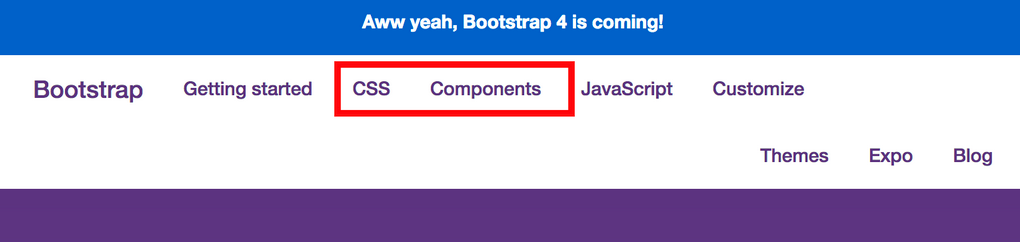 Aww yeah, Bootstrap 4 is coming!
Bootstrap Getting started CSS Components JavaScript Customize
Themes Expo Blog